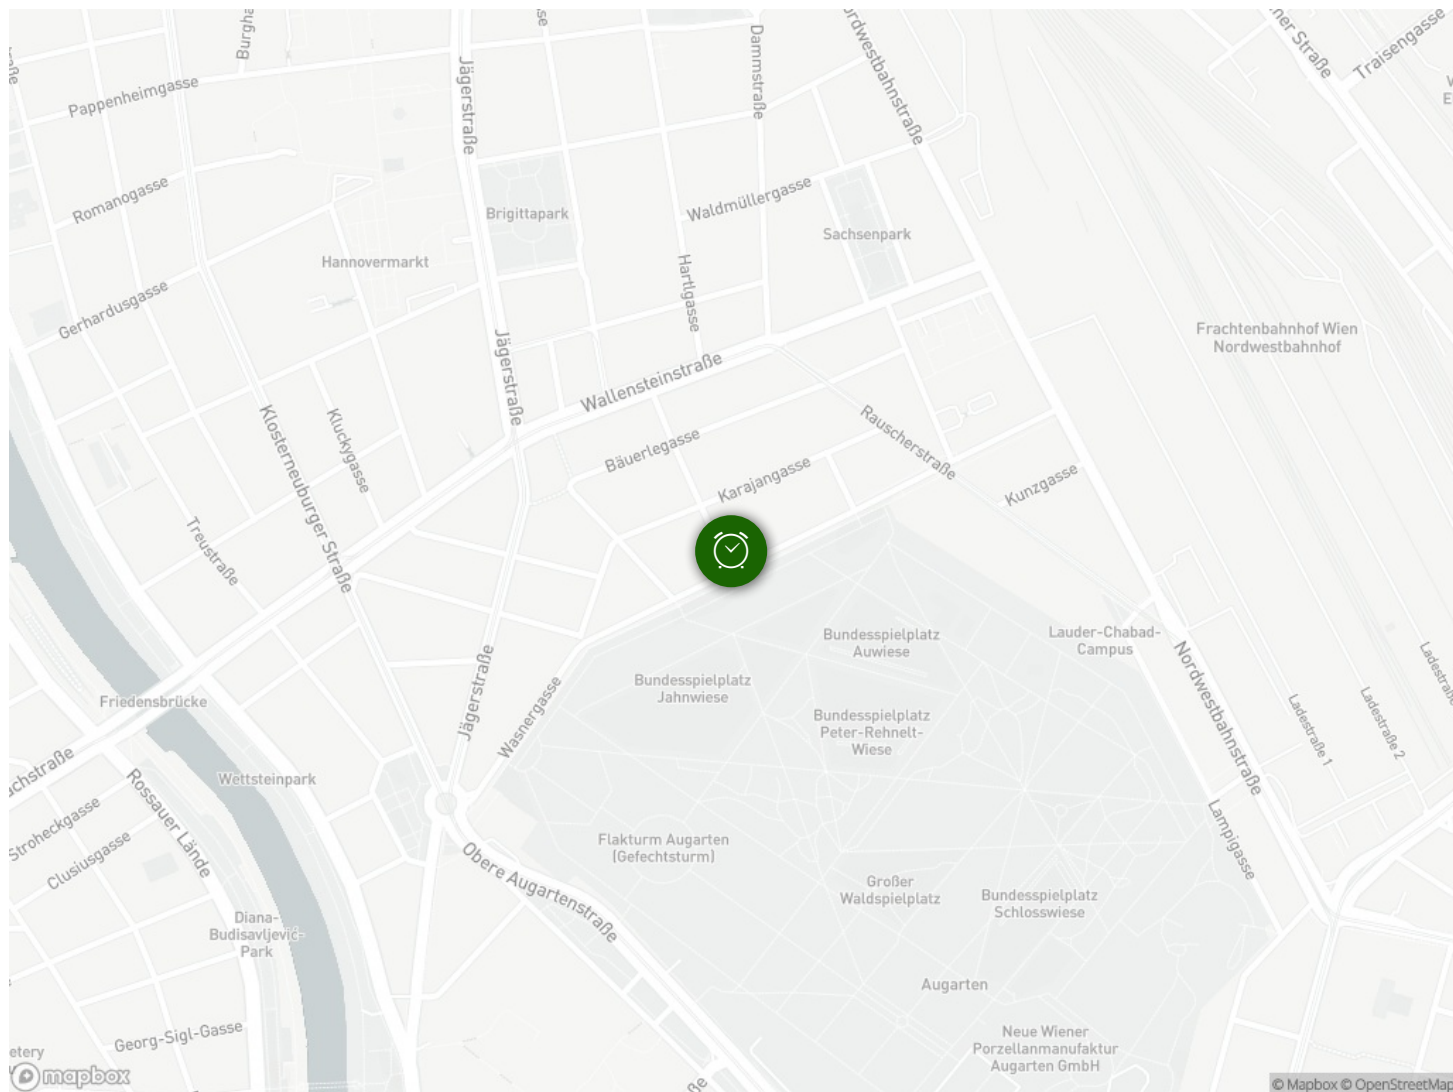 Pappenheimgasse
Jägerstraße
Dammstraße
Nordwestbahnstraße
Traisengasse
Romanogasse
Brigittapark
Waldmüllergasse
Sachsenpark
Hannovermarkt
Hartlgasse
Gerhardusgasse
Frachtenbahnhof Wien
Nordwestbahnhof
Jägerstraße
Wallensteinstraße
Klosterneuburger Straße
Kluckygasse
Bäuerlegasse
Rauscherstraße
Karajangasse
Kunzgasse
Treustraße
Bundesspielplatz
Auwiese
Lauder-Chabad-
Campus
Friedensbrücke
Jägerstraße
Wasnergasse
Bundesspielplatz
Jahnwiese
Bundesspielplatz
Peter-Rehnelt-
Wiese
Nordwestbahnstraße
Ladestraße 1
Ladestraße 2
Wettsteinpark
Rossauer Lände
Stroheckgasse
Clusiusgasse
Flakturm Augarten
(Gefechtsturm)
Lampigasse
Obere Augartenstraße
Großer
Waldspielplatz
Bundesspielplatz
Schlosswiese
Diana-
Budisavljević-
Park
Augarten
Georg-Sigl-Gasse
Neue Wiener
Porzellanmanufaktur
Augarten GmbH
mapbox
© Mapbox © OpenStreetMap